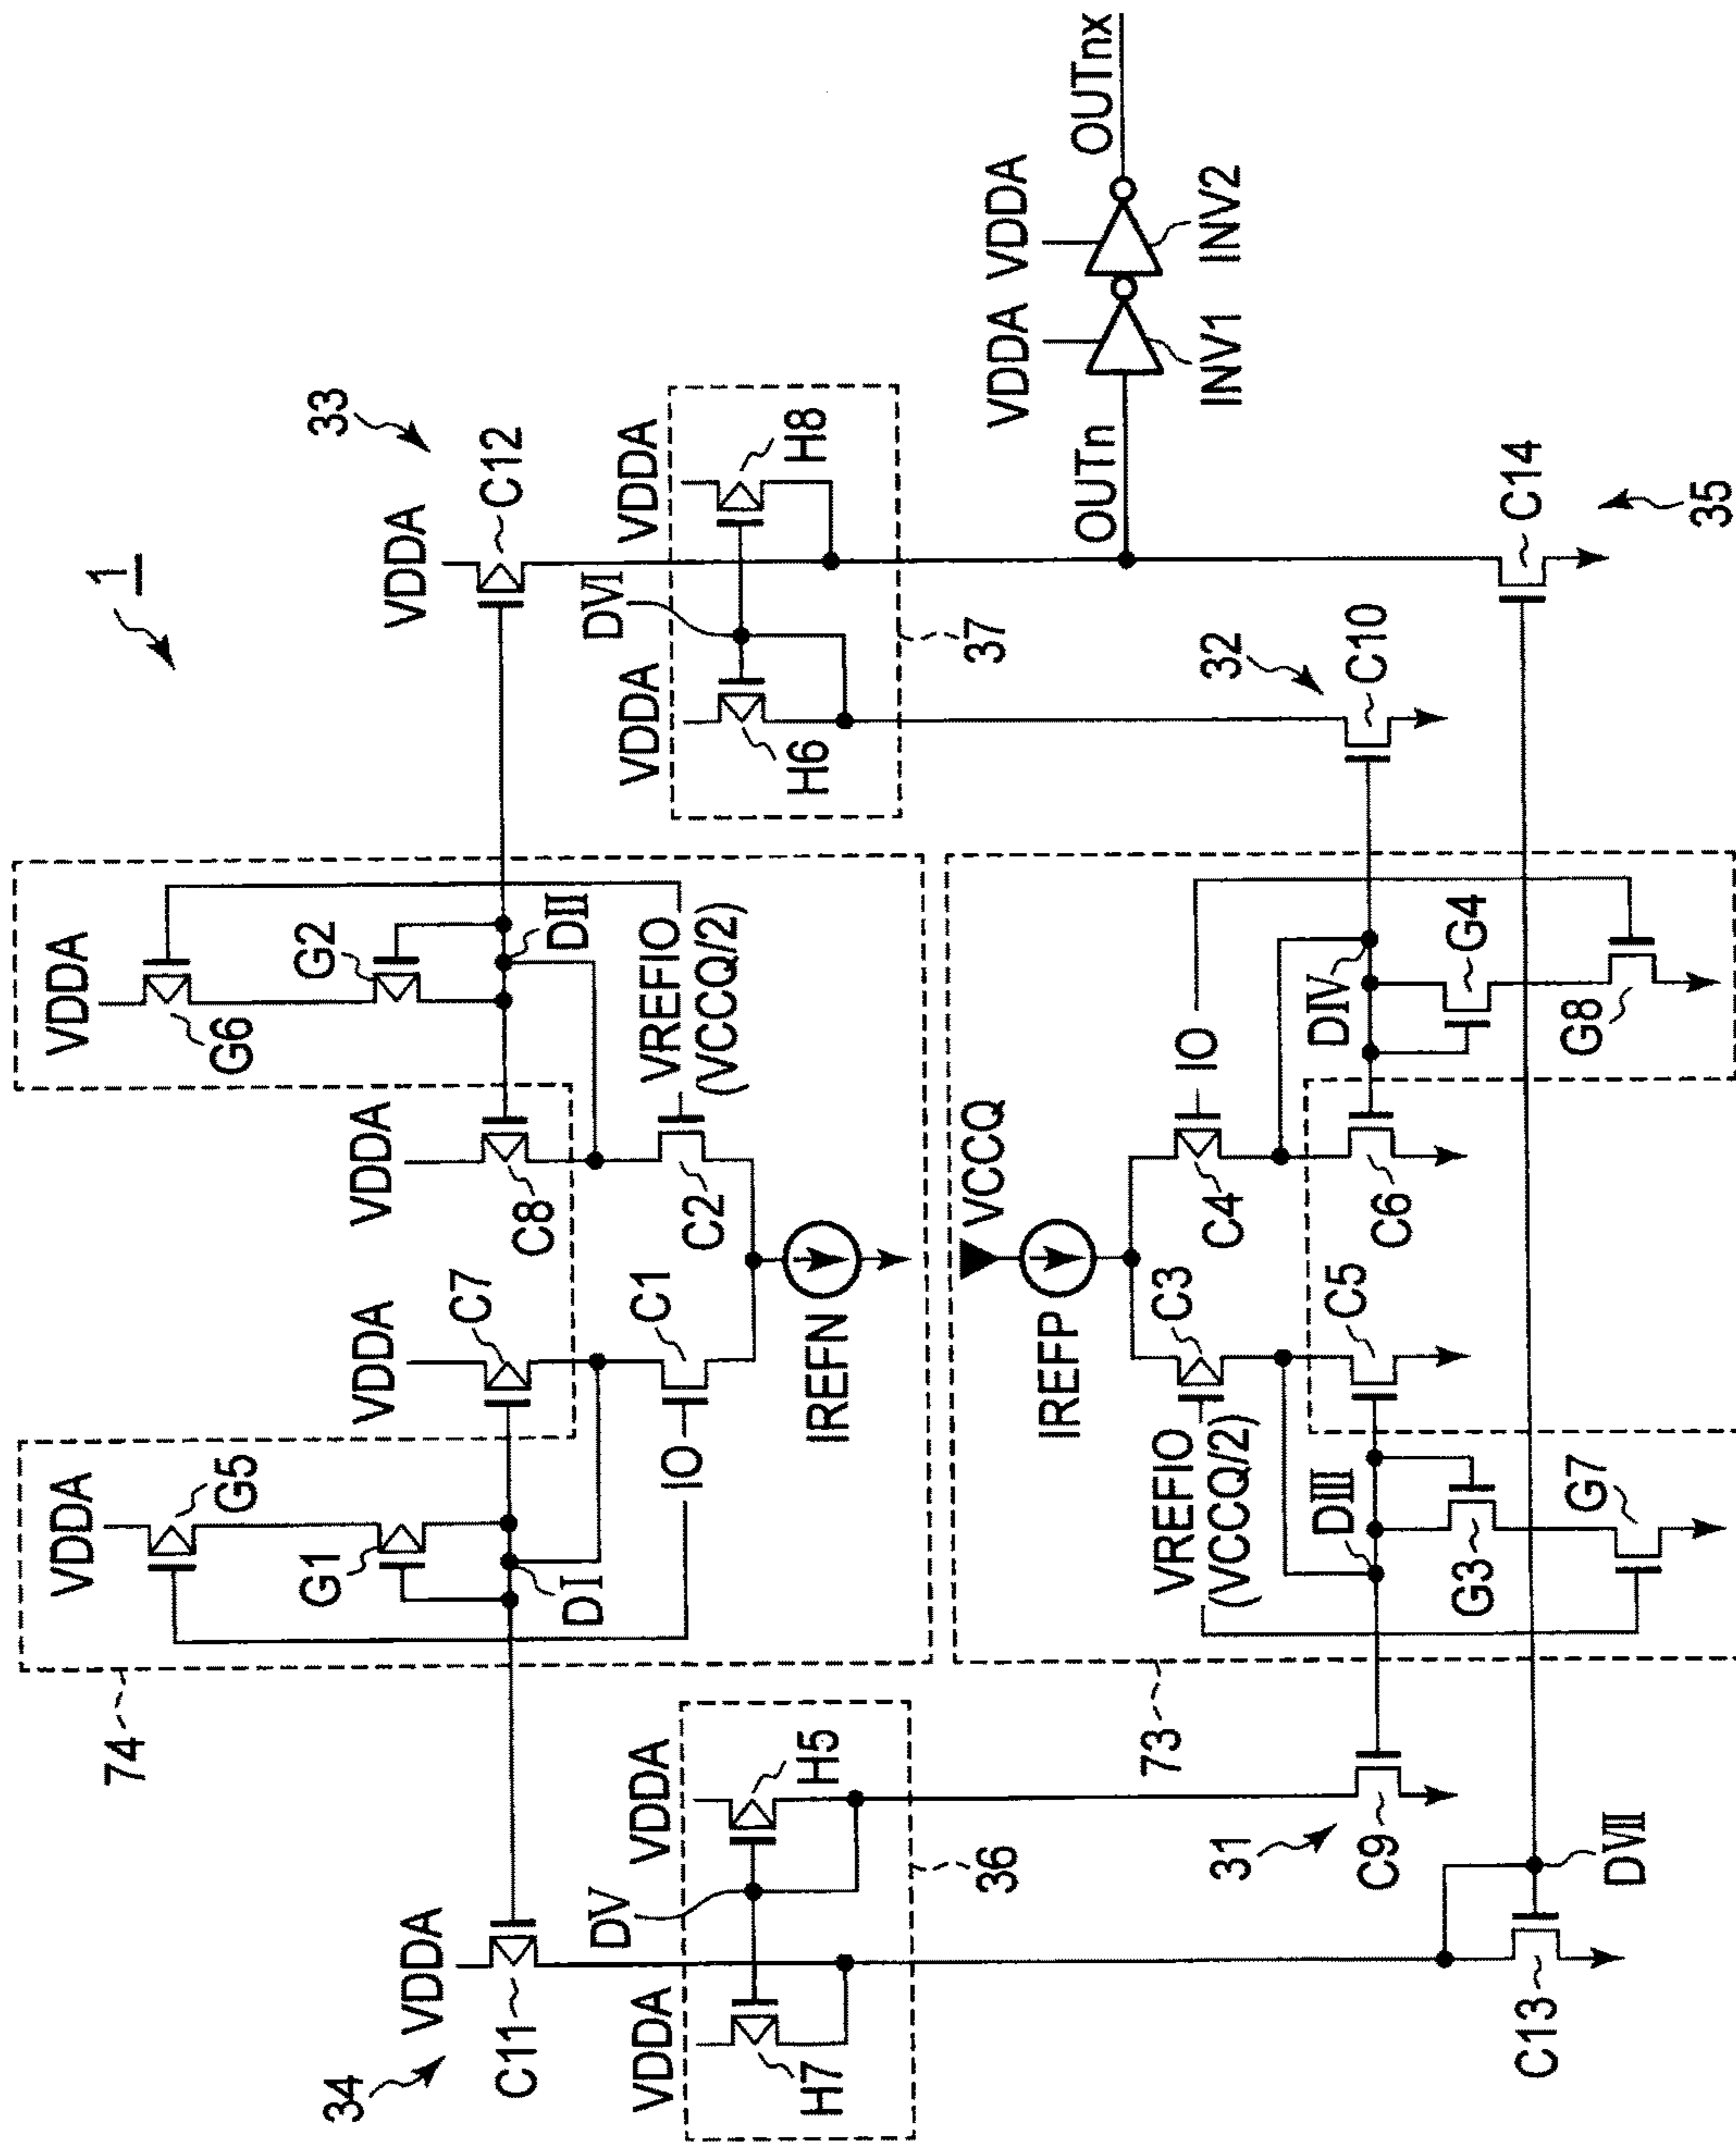 1
34
VDDA
C11
74
VDDA
G5
G1
DI
VDDA
C7
VDDA
C8
VDDA
G6
G2
DII
VDDA
C12
33
IO
C1
C2
VREFIO
(VCCQ/2)
IREFN
VDDA
H7
DV
VDDA
H5
36
VDDA
H6
DVI
VDDA
H8
37
73
VCCQ
IREFP
VREFIO
(VCCQ/2)
C3
C4
IO
DIII
C5
C6
DIV
G3
G7
G4
G8
31
C9
32
C10
C13
DVII
C14
35
OUTn
VDDA
INV1
VDDA
INV2
OUTnx